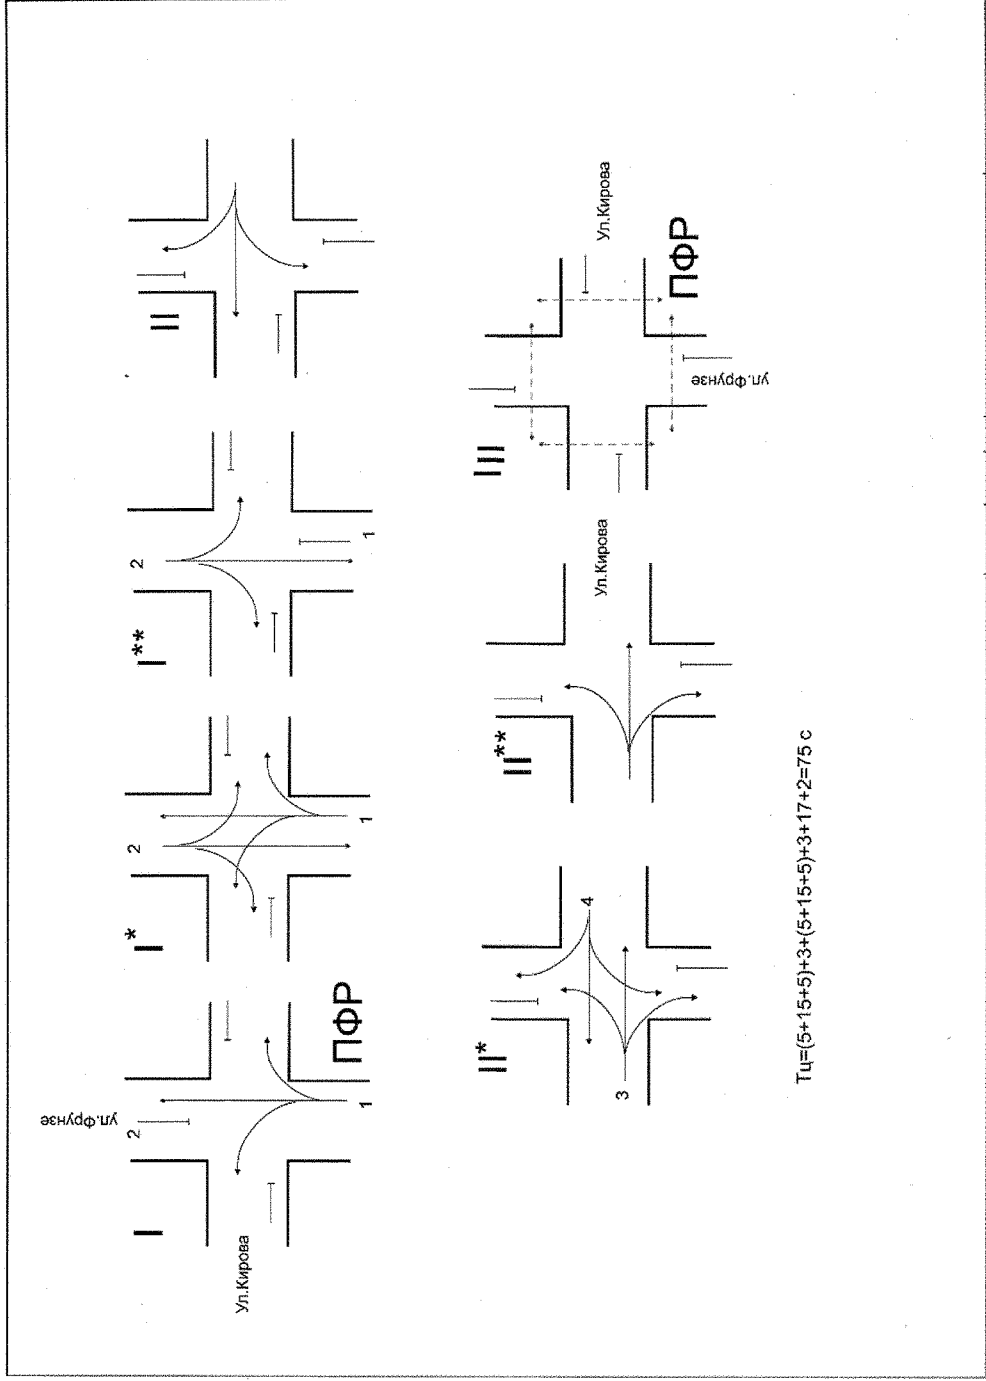 ул.Фрунзе
I
2
Ул.Кирова
1
ПФР
I*
2
1
I**
2
1
II
II*
3
4
II**
III
Ул.Кирова
Ул.Кирова
ул.Фрунзе
ПФР
Тц=(5+15+5)+3+(5+15+5)+3+17+2=75 с